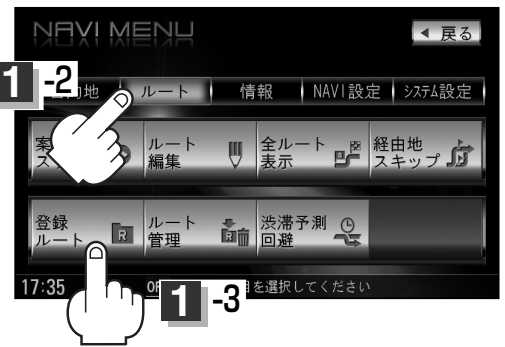 NAVI MENU
戻る
1-2
的地
ルート
情報
NAVI設定
システム設定
ルート
編集
全ルート
表示
経由地
スキップ
登録
ルート
ルート
管理
渋滞予測
回避
17:35
1-3
を選択してください